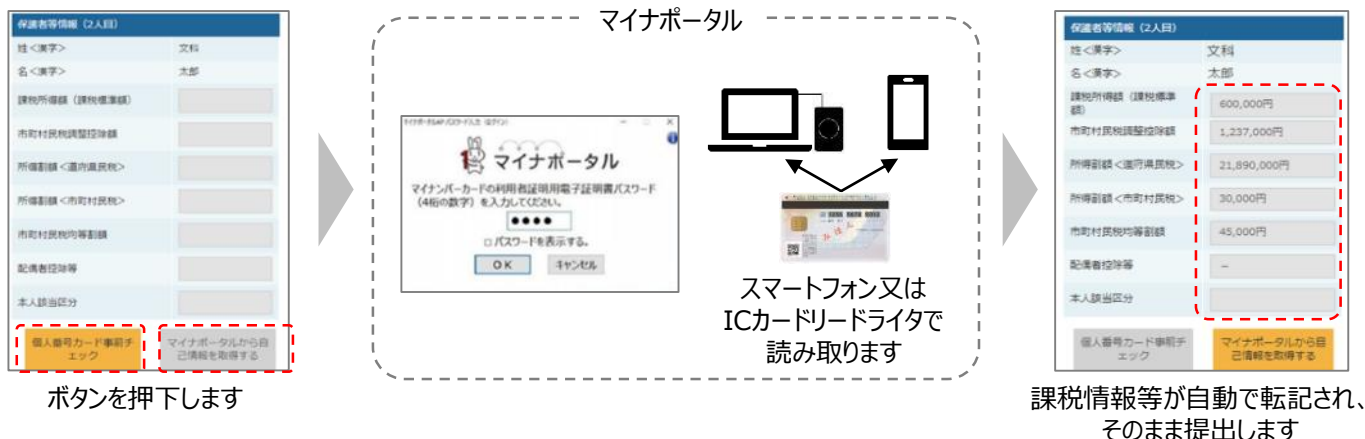 保護者等情報（2人目）
姓<漢字> 文科
名<漢字> 太郎
課税所得額（課税標準額）
市町村民税調整控除額
所得割額<道府県民税>
所得割額<市町村民税>
市町村民税均等割額
配偶者控除等
本人該当区分
個人番号カード事前チ
ェック
マイナポータルから自
己情報を取得する
ボタンを押下します
マイナポータル
マイナポータル
マイナンバーカードの利用者証明用電子証明書パスワード
（4桁の数字）を入力してください。
●●●●
□パスワードを表示する。
OK キャンセル
みほん
スマートフォン又は
ICカードリードライタで
読み取ります
保護者等情報（2人目）
姓<漢字> 文科
名<漢字> 太郎
課税所得額（課税標準
額） 600,000円
市町村民税調整控除額 1,237,000円
所得割額<道府県民税> 21,890,000円
所得割額<市町村民税> 30,000円
市町村民税均等割額 45,000円
配偶者控除等 －
本人該当区分
個人番号カード事前チ
ェック
マイナポータルから自
己情報を取得する
課税情報等が自動で転記され、
そのまま提出します